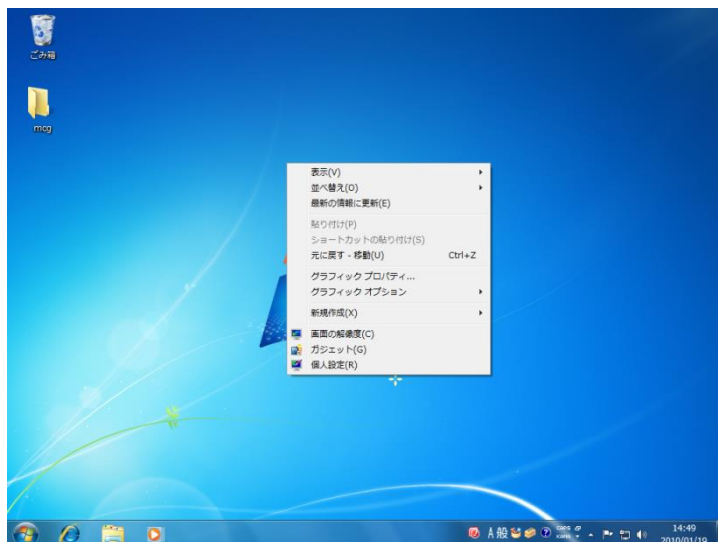 ごみ箱
mcg
表示(V)
並べ替え(O)
最新の情報に更新(E)
貼り付け(P)
ショートカットの貼り付け(S)
元に戻す - 移動(U) Ctrl+Z
グラフィック プロパティ...
グラフィック オプション
新規作成(X)
画面の解像度(C)
ガジェット(G)
個人設定(R)
A 般
CAPS
KANA
14:49
2010/01/19